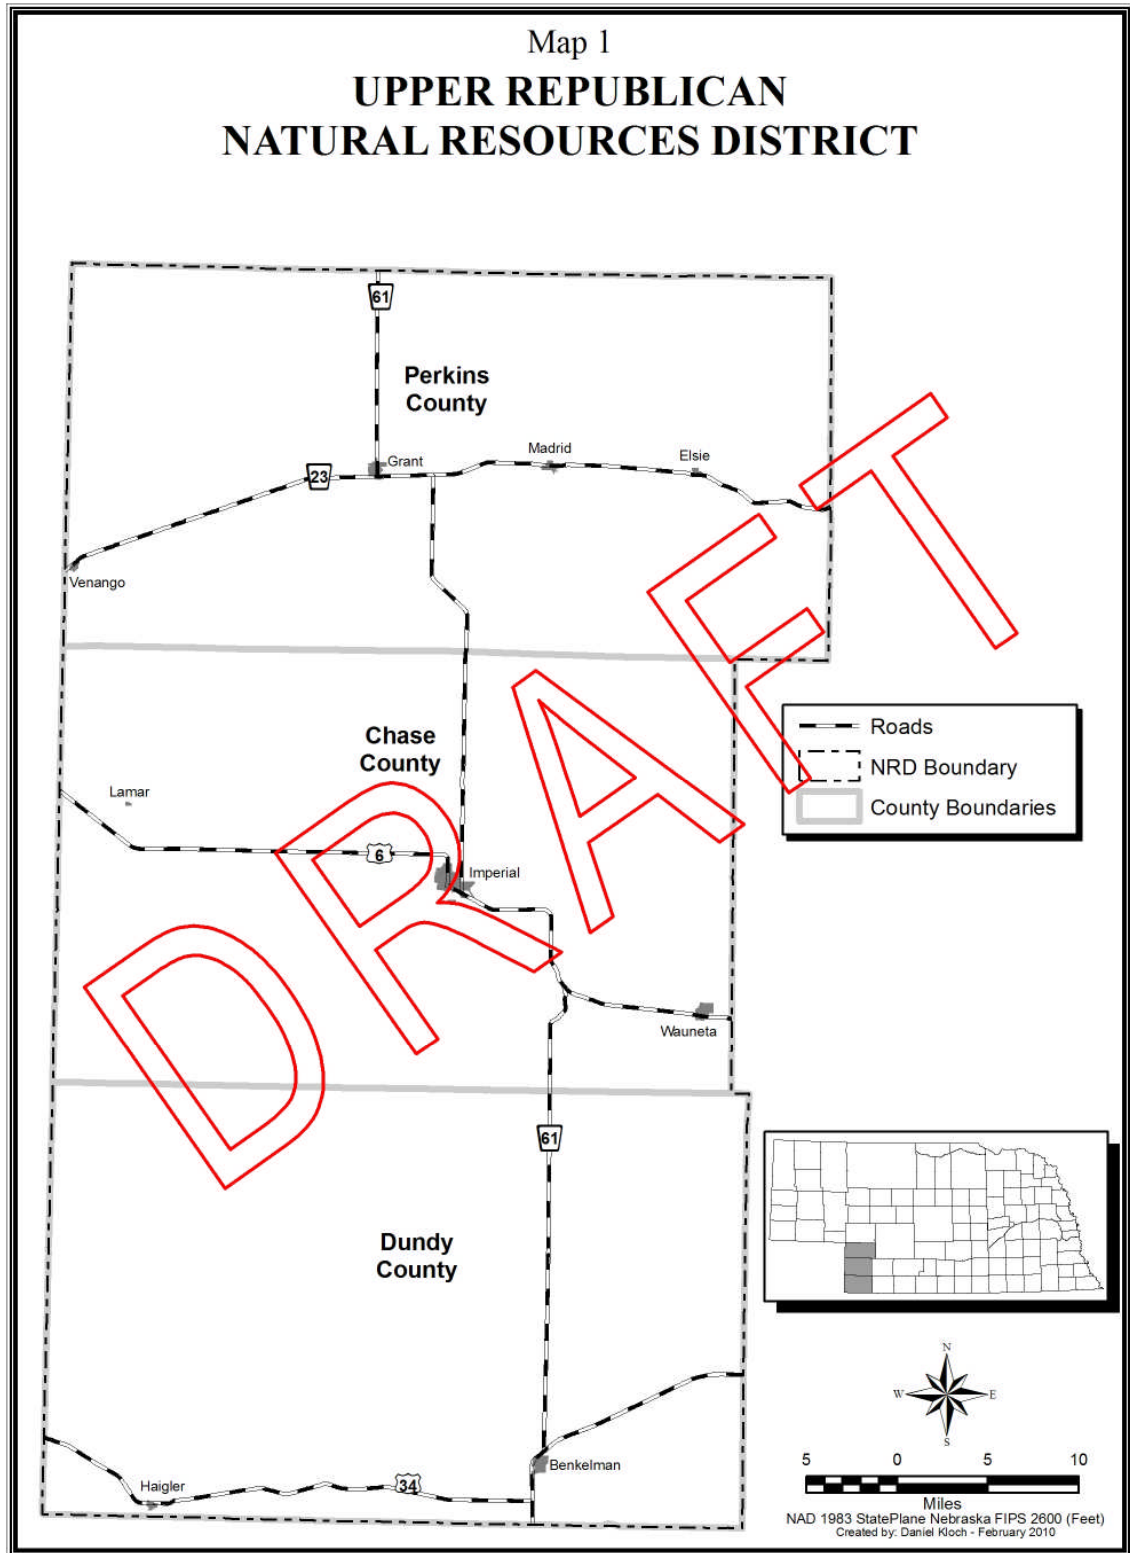 Map 1
UPPER REPUBLICAN
NATURAL RESOURCES DISTRICT
61
Perkins
County
Grant
Madrid
Elsie
23
Venango
Chase
County
Lamar
6
Imperial
Wauneta
DRAFT
Roads
NRD Boundary
County Boundaries
61
Dundy
County
Haigler
34
Benkelman
N
W
E
S
5 0 5 10
Miles
NAD 1983 StatePlane Nebraska FIPS 2600 (Feet)
Created by: Daniel Kloch - February 2010